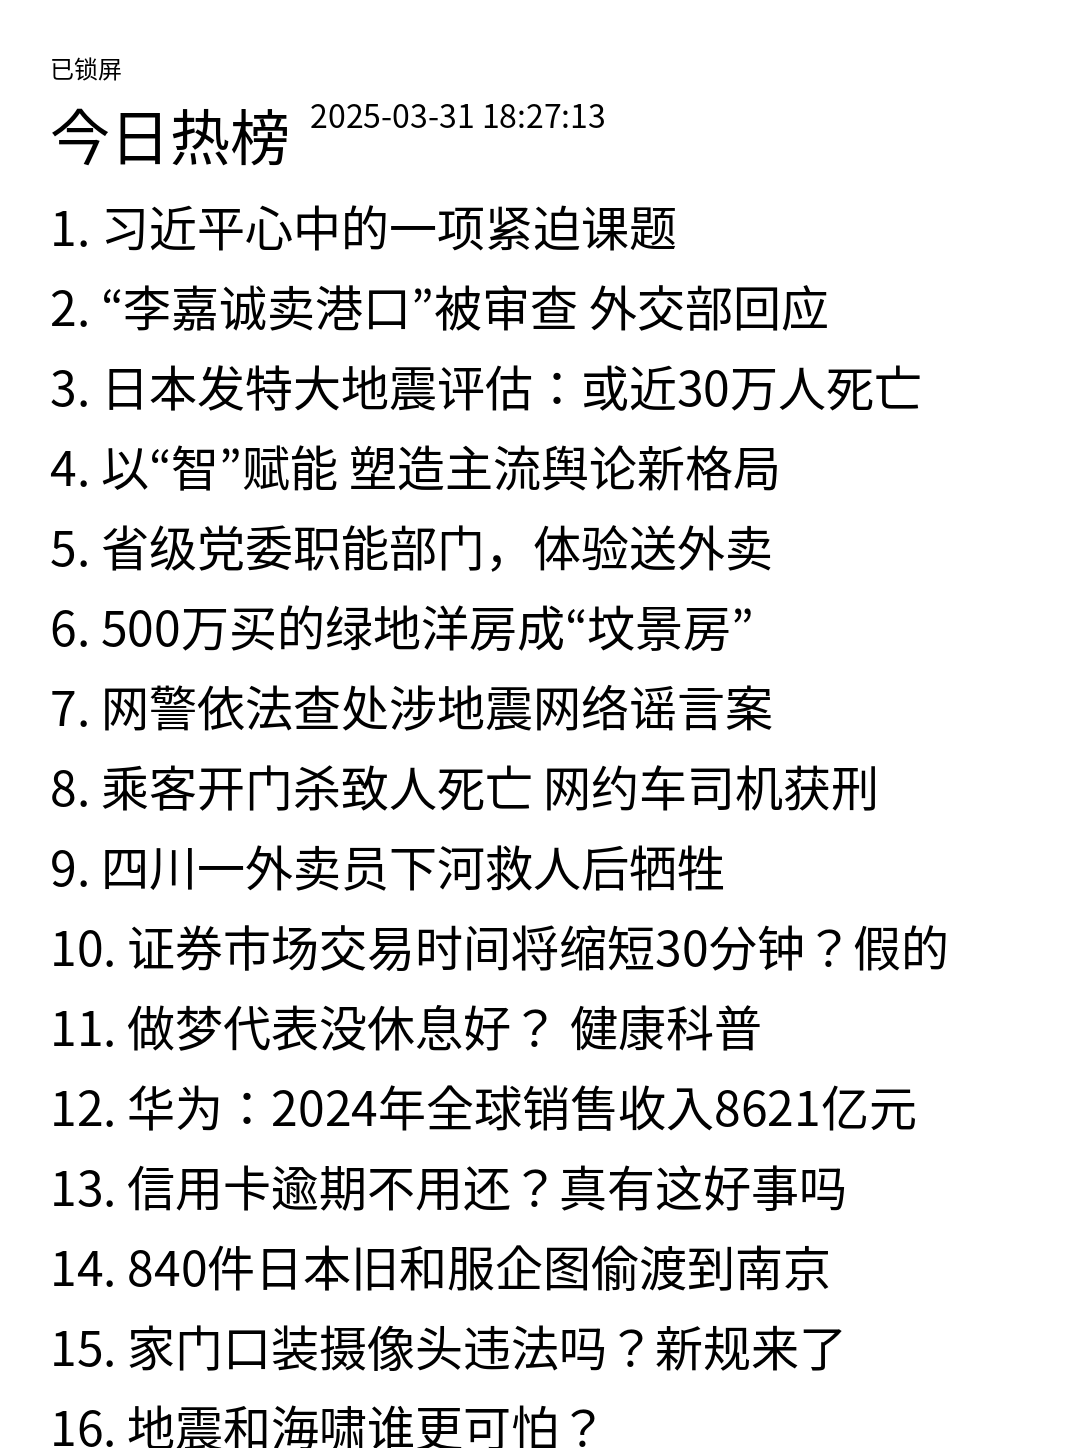 已锁屏
今日热榜 2025-03-31 18:27:13
1. 习近平心中的一项紧迫课题
2. “李嘉诚卖港口”被审查 外交部回应
3. 日本发特大地震评估：或近30万人死亡
4. 以“智”赋能 塑造主流舆论新格局
5. 省级党委职能部门，体验送外卖
6. 500万买的绿地洋房成“坟景房”
7. 网警依法查处涉地震网络谣言案
8. 乘客开门杀致人死亡 网约车司机获刑
9. 四川一外卖员下河救人后牺牲
10. 证券市场交易时间将缩短30分钟？假的
11. 做梦代表没休息好？ 健康科普
12. 华为：2024年全球销售收入8621亿元
13. 信用卡逾期不用还？真有这好事吗
14. 840件日本旧和服企图偷渡到南京
15. 家门口装摄像头违法吗？新规来了
16. 地震和海啸谁更可怕？